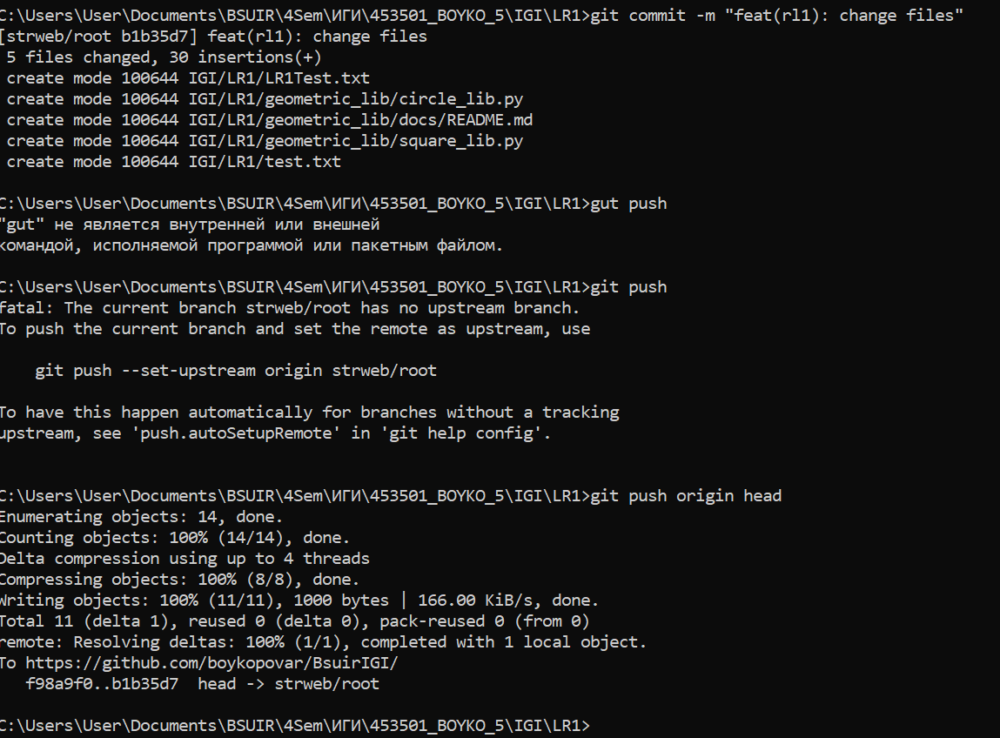 C:\Users\User\Documents\BSUIR\4Sem\ИГИ\453501_BOYKO_5\IGI\LR1>git commit -m "feat(rl1): change files"
[strweb/root b1b35d7] feat(rl1): change files
 5 files changed, 30 insertions(+)
 create mode 100644 IGI/LR1/LR1Test.txt
 create mode 100644 IGI/LR1/geometric_lib/circle_lib.py
 create mode 100644 IGI/LR1/geometric_lib/docs/README.md
 create mode 100644 IGI/LR1/geometric_lib/square_lib.py
 create mode 100644 IGI/LR1/test.txt
C:\Users\User\Documents\BSUIR\4Sem\ИГИ\453501_BOYKO_5\IGI\LR1>gut push
"gut" не является внутренней или внешней
командой, исполняемой программой или пакетным файлом.
C:\Users\User\Documents\BSUIR\4Sem\ИГИ\453501_BOYKO_5\IGI\LR1>git push
fatal: The current branch strweb/root has no upstream branch.
To push the current branch and set the remote as upstream, use
    git push --set-upstream origin strweb/root
To have this happen automatically for branches without a tracking
upstream, see 'push.autoSetupRemote' in 'git help config'.
C:\Users\User\Documents\BSUIR\4Sem\ИГИ\453501_BOYKO_5\IGI\LR1>git push origin head
Enumerating objects: 14, done.
Counting objects: 100% (14/14), done.
Delta compression using up to 4 threads
Compressing objects: 100% (8/8), done.
Writing objects: 100% (11/11), 1000 bytes | 166.00 KiB/s, done.
Total 11 (delta 1), reused 0 (delta 0), pack-reused 0 (from 0)
remote: Resolving deltas: 100% (1/1), completed with 1 local object.
To https://github.com/boykopovar/BsuirIGI/
   f98a9f0..b1b35d7  head -> strweb/root
C:\Users\User\Documents\BSUIR\4Sem\ИГИ\453501_BOYKO_5\IGI\LR1>